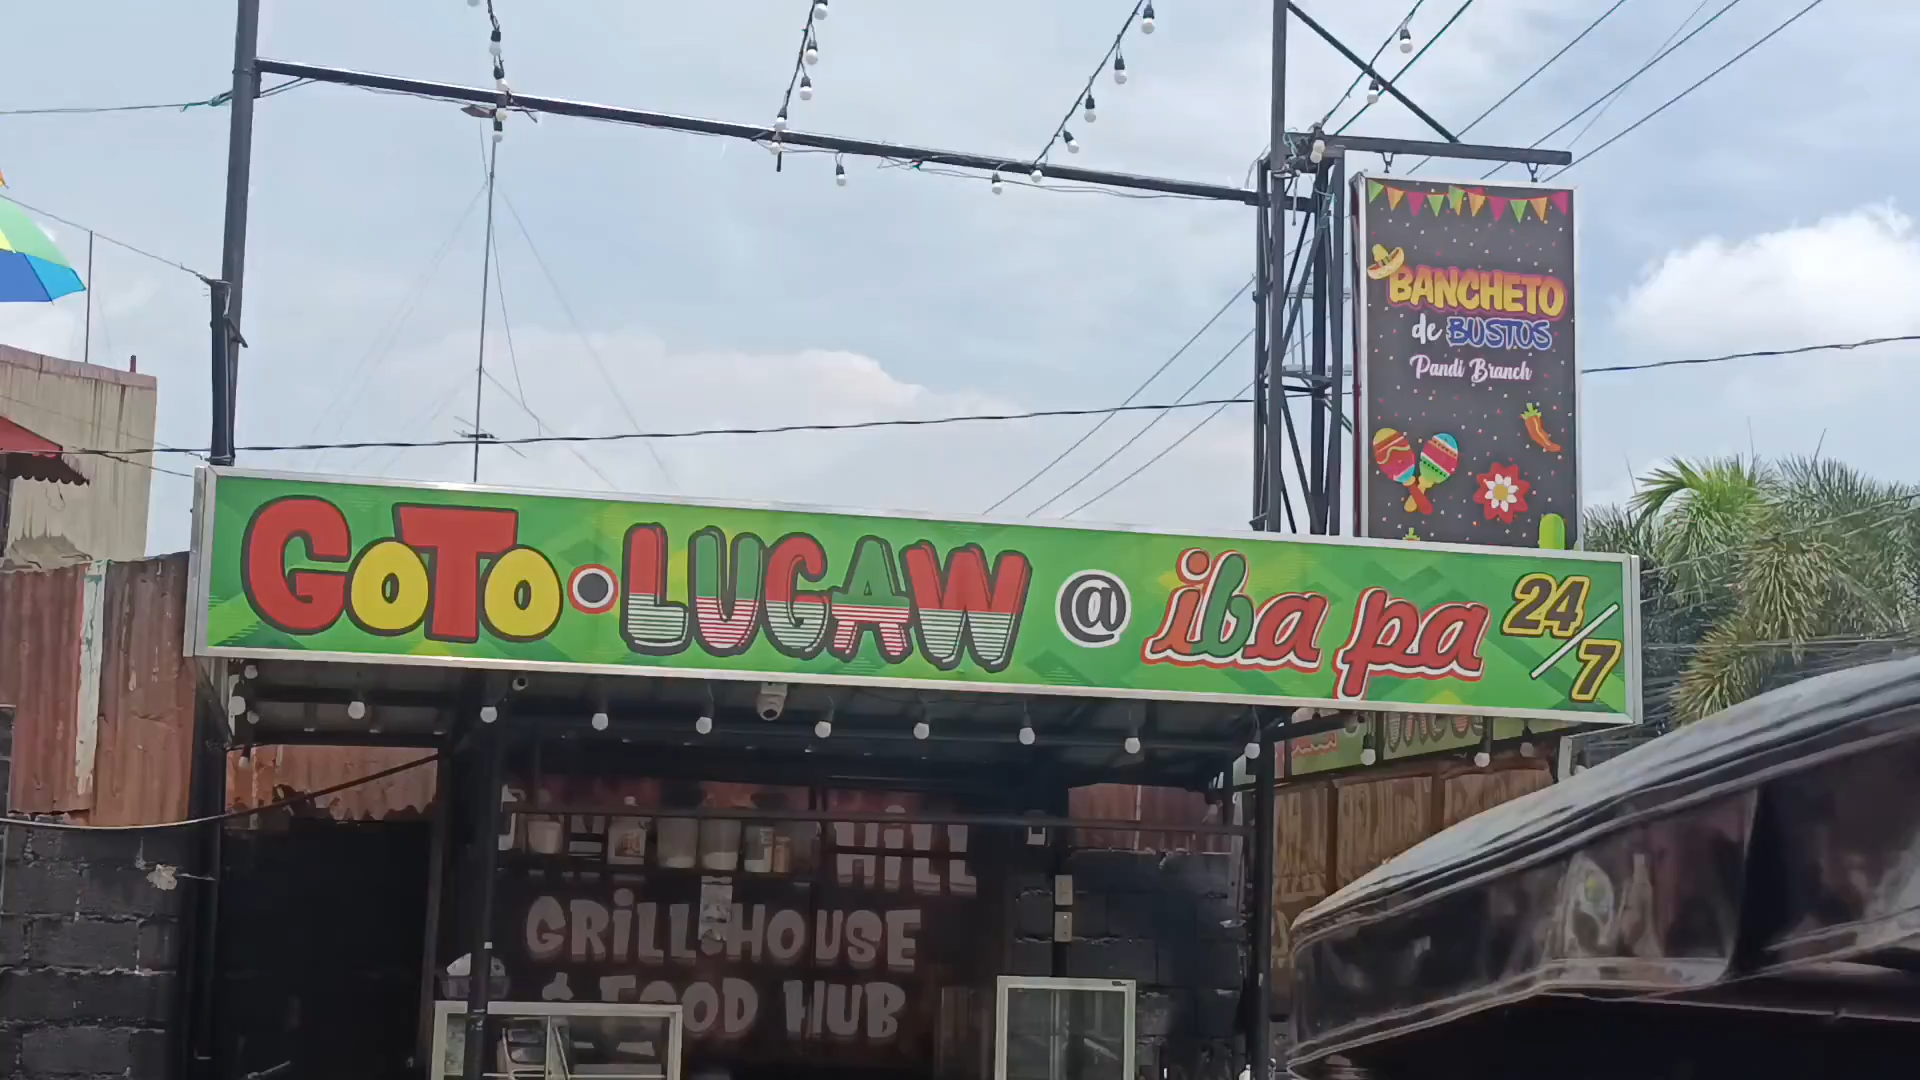 BANCHETO
de BUSTOS
Pandi Branch
GOTO • LUGAW @ iba pa 24/7
HILL
GRILL HOUSE
& FOOD HUB